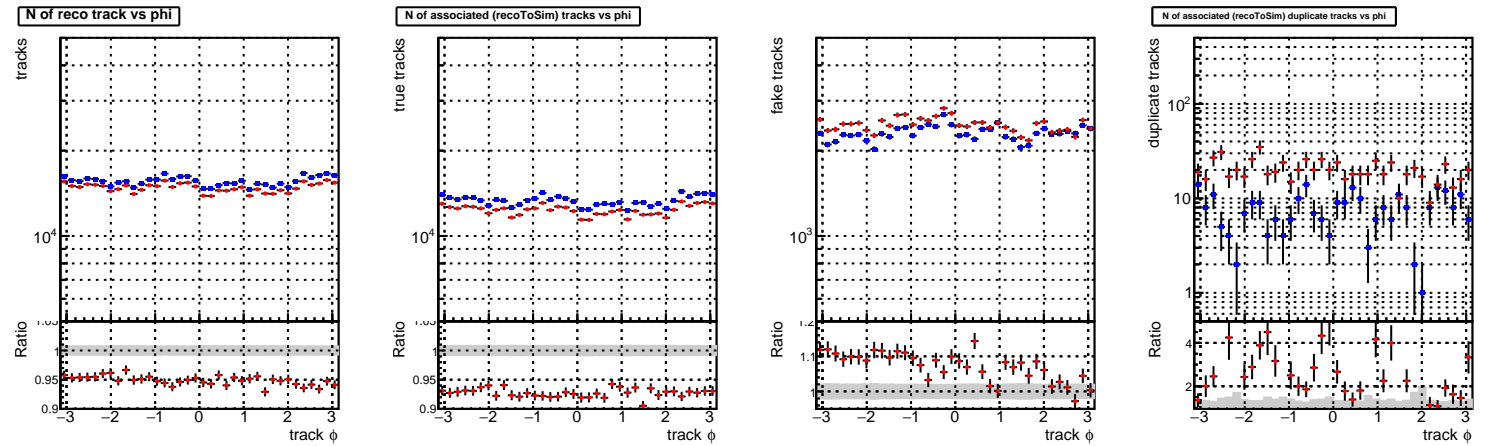 N of reco track vs phi
tracks
10^4
Ratio
1.05
1
0.95
0.9
−3 −2 −1 0 1 2 3
track ϕ
N of associated (recoToSim) tracks vs phi
true tracks
10^4
Ratio
1
0.95
0.9
−3 −2 −1 0 1 2 3
track ϕ
fake tracks
10^3
Ratio
1.2
1.1
1
−3 −2 −1 0 1 2 3
track ϕ
N of associated (recoToSim) duplicate tracks vs phi
duplicate tracks
10^2
10
1
Ratio
4
2
−3 −2 −1 0 1 2 3
track ϕ